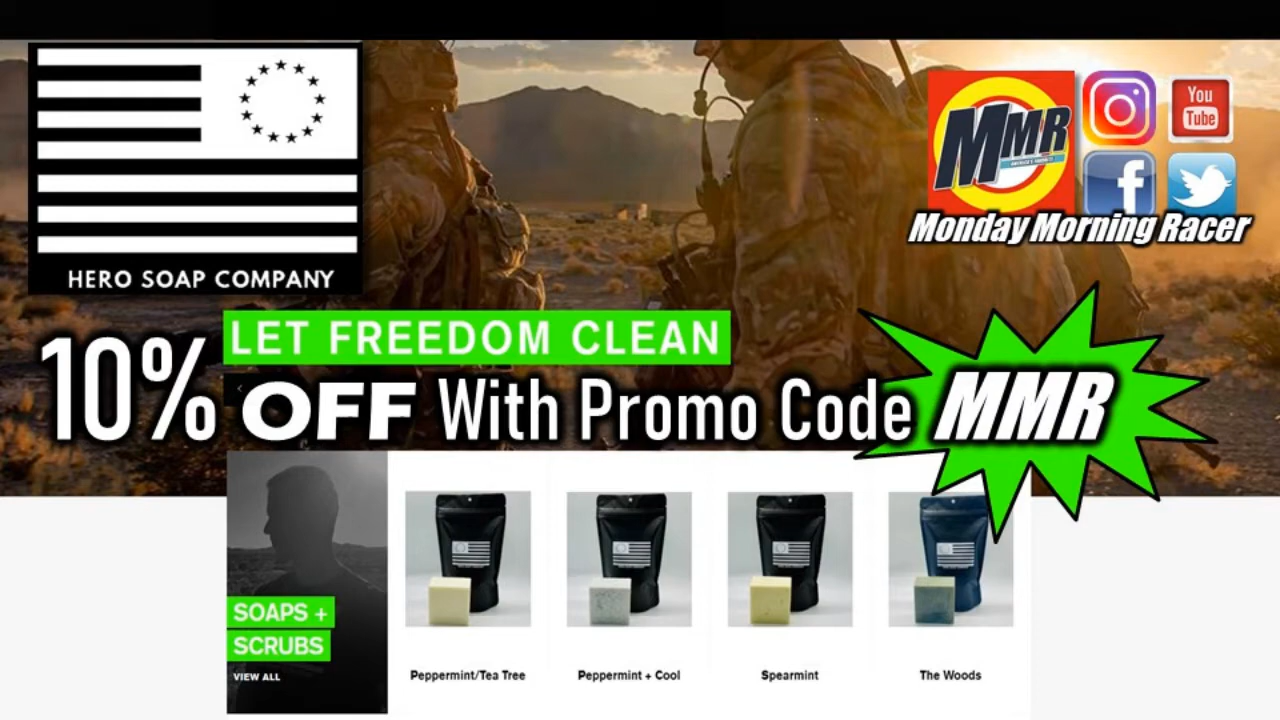 HERO SOAP COMPANY
MMR
You
Tube
Monday Morning Racer
LET FREEDOM CLEAN
10% OFF With Promo Code MMR
SOAPS +
SCRUBS
VIEW ALL
Peppermint/Tea Tree
Peppermint + Cool
Spearmint
The Woods